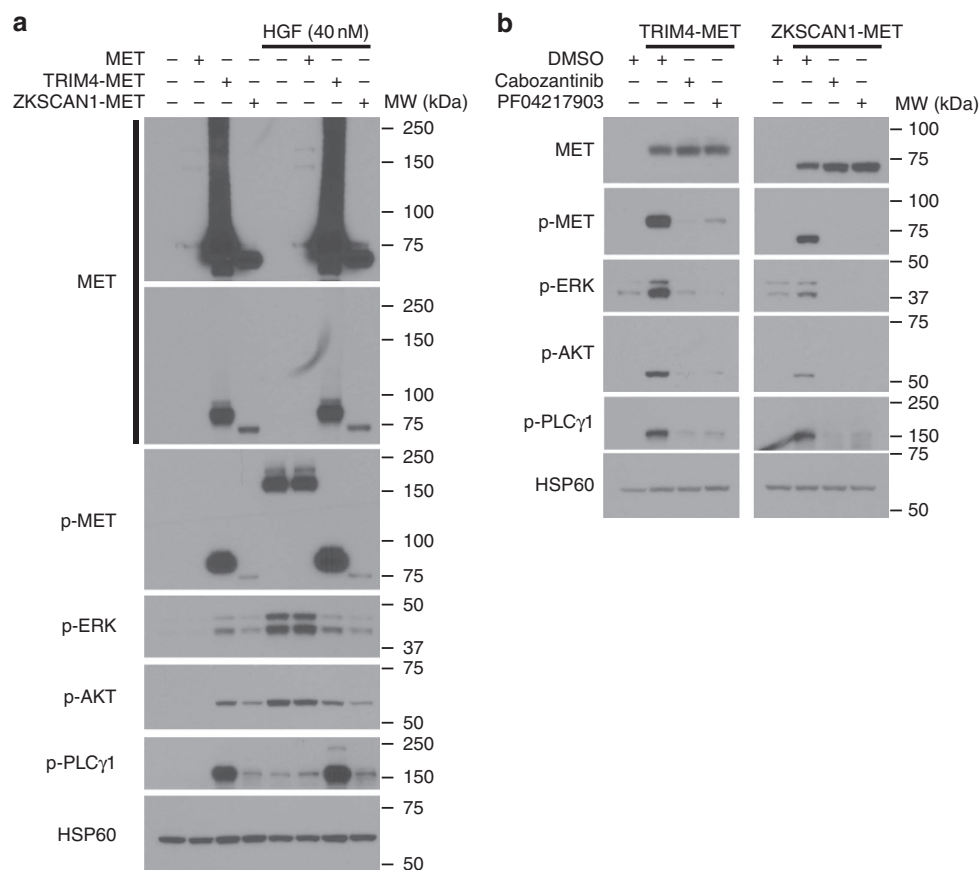 a
HGF (40 nM)
MET – + – – – + – –
TRIM4-MET – – + – – – + –
ZKSCAN1-MET – – – + – – – +
MW (kDa)
MET
250
150
100
75
250
150
100
75
p-MET
250
150
100
75
p-ERK
50
37
p-AKT
75
50
p-PLCγ1
250
150
HSP60
75
50
b
TRIM4-MET ZKSCAN1-MET
DMSO + + – – + + – –
Cabozantinib – – + – – – + –
PF04217903 – – – + – – – +
MW (kDa)
MET
100
75
p-MET
100
75
p-ERK
50
37
p-AKT
75
50
p-PLCγ1
250
150
HSP60
75
50